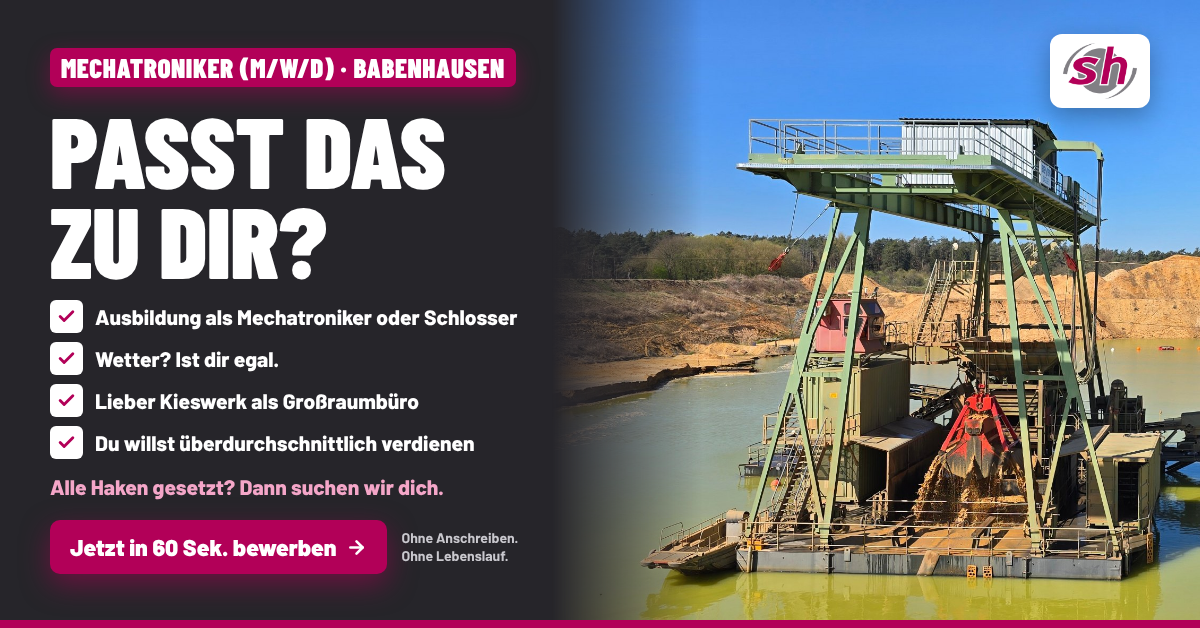 MECHATRONIKER (M/W/D) · BABENHAUSEN
sh
PASST DAS
ZU DIR?
Ausbildung als Mechatroniker oder Schlosser
Wetter? Ist dir egal.
Lieber Kieswerk als Großraumbüro
Du willst überdurchschnittlich verdienen
Alle Haken gesetzt? Dann suchen wir dich.
Jetzt in 60 Sek. bewerben →
Ohne Anschreiben.
Ohne Lebenslauf.